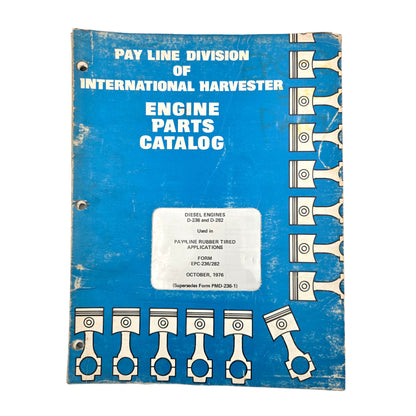 PAY LINE DIVISION
OF
INTERNATIONAL HARVESTER
ENGINE
PARTS
CATALOG
DIESEL ENGINES
D-236 and D-282
Used in
PAYLINE RUBBER TIRED
APPLICATIONS
FORM
EPC-236/282
OCTOBER, 1976
(Supersedes Form PMD-236-1)